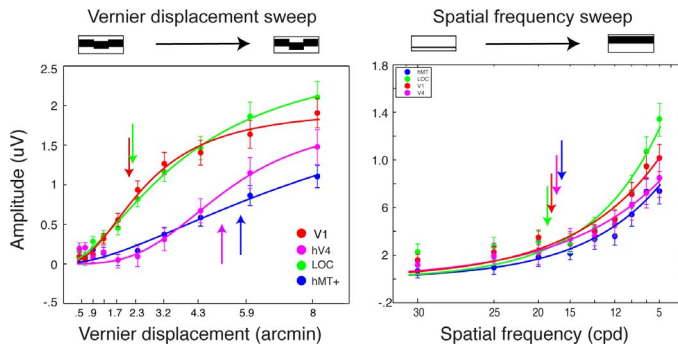 Vernier displacement sweep
Spatial frequency sweep
Amplitude (uV)
2.5
2
1.5
1
0.5
0
-.5
V1
hV4
LOC
hMT+
.5 .9 1.7 2.3 3.2 4.3 5.9 8
Vernier displacement (arcmin)
1.8
1.4
1.0
.6
.2
.2
hMT
LOC
V1
V4
30 25 20 15 12 8 5
Spatial frequency (cpd)